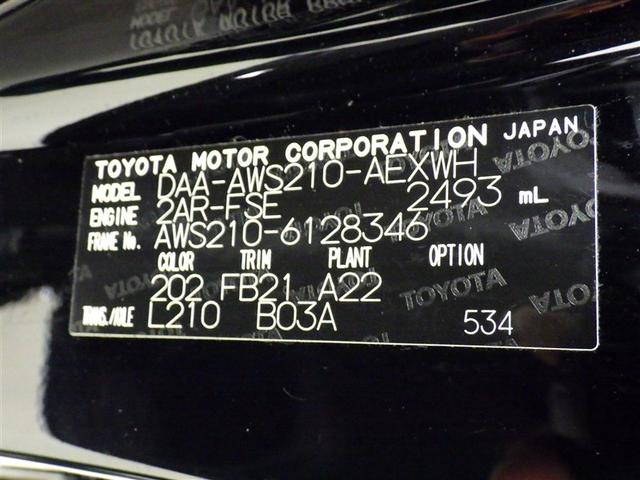 TOYOTA MOTOR CORPORATION JAPAN
MODEL DAA-AWS210-AEXWH
ENGINE 2AR-FSE 2493 mL
FRAME No. AWS210-6128346
COLOR TRIM PLANT OPTION
202 FB21 A22
TRANS./AXLE L210 B03A 534